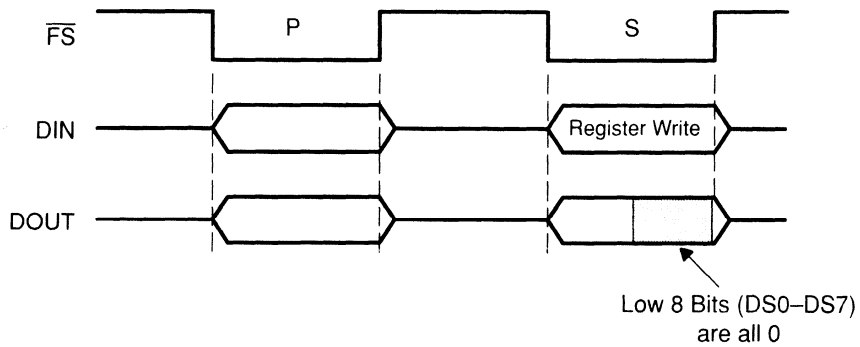 FS
P
S
DIN
Register Write
DOUT
Low 8 Bits (DS0–DS7)
are all 0